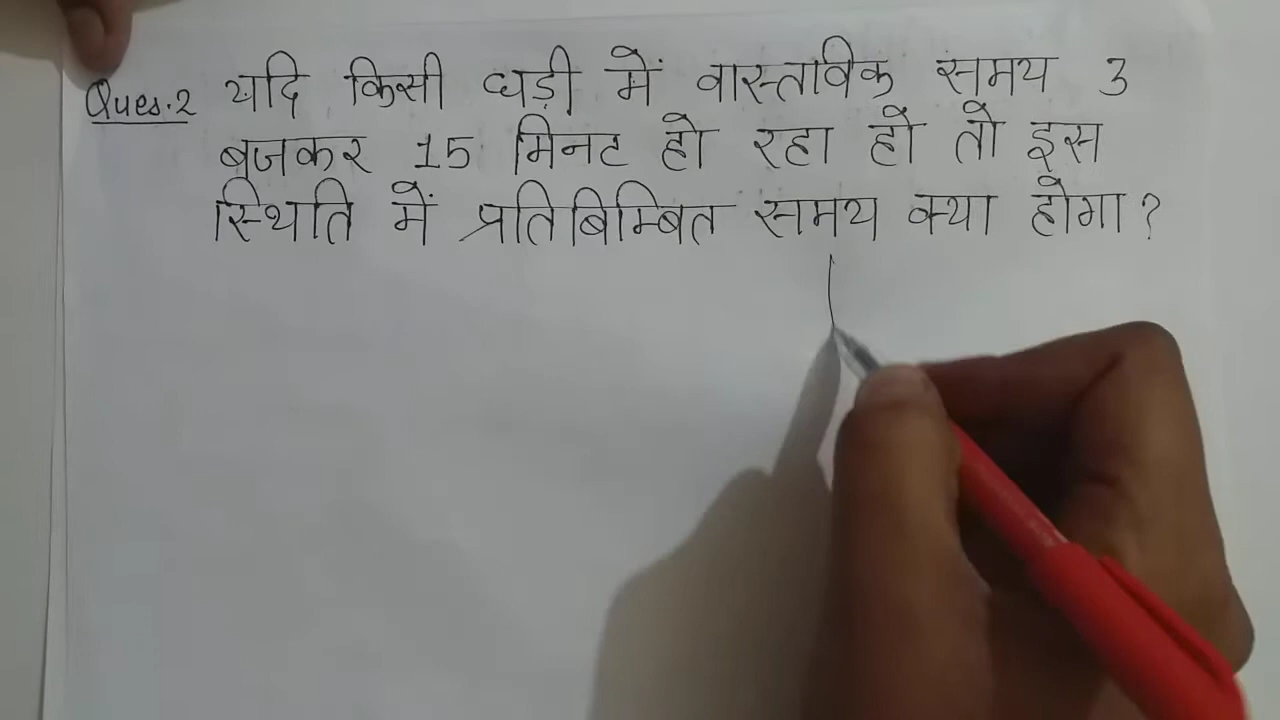 Ques.2 यदि किसी घड़ी में वास्तविक समय 3
बजकर 15 मिनट हो रहा हो तो इस
स्थिति में प्रतिबिम्बित समय क्या होगा?